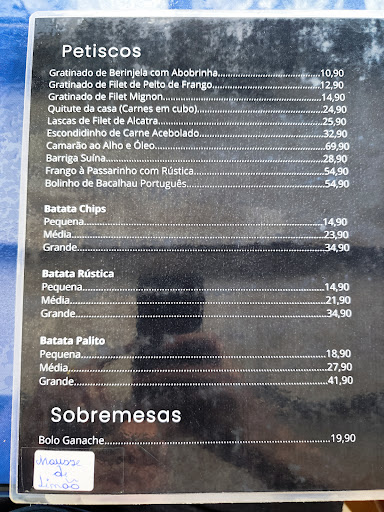 Petiscos
Gratinado de Berinjela com Abobrinha...10,90
Gratinado de Filet de Peito de Frango...12,90
Gratinado de Filet Mignon...14,90
Quitute da casa (Carnes em cubo)...24,90
Lascas de Filet de Alcatra...25,90
Escondidinho de Carne Acebolado...32,90
Camarão ao Alho e Óleo...69,90
Barriga Suína...28,90
Frango à Passarinho com Rústica...54,90
Bolinho de Bacalhau Português...54,90
Batata Chips
Pequena...14,90
Média...23,90
Grande...34,90
Batata Rústica
Pequena...14,90
Média...21,90
Grande...34,90
Batata Palito
Pequena...18,90
Média...27,90
Grande...41,90
Sobremesas
Bolo Ganache...19,90
Mousse
de
Limão